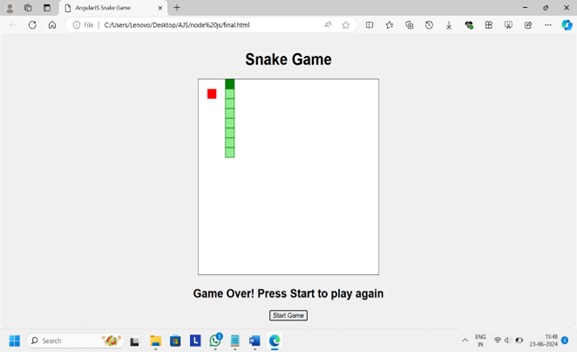 AngularJS Snake Game
File
C:/Users/Lenovo/Desktop/AJS/node%20js/final.html
Snake Game
Game Over! Press Start to play again
Start Game
Search
ENG
IN
15:48
23-06-2024